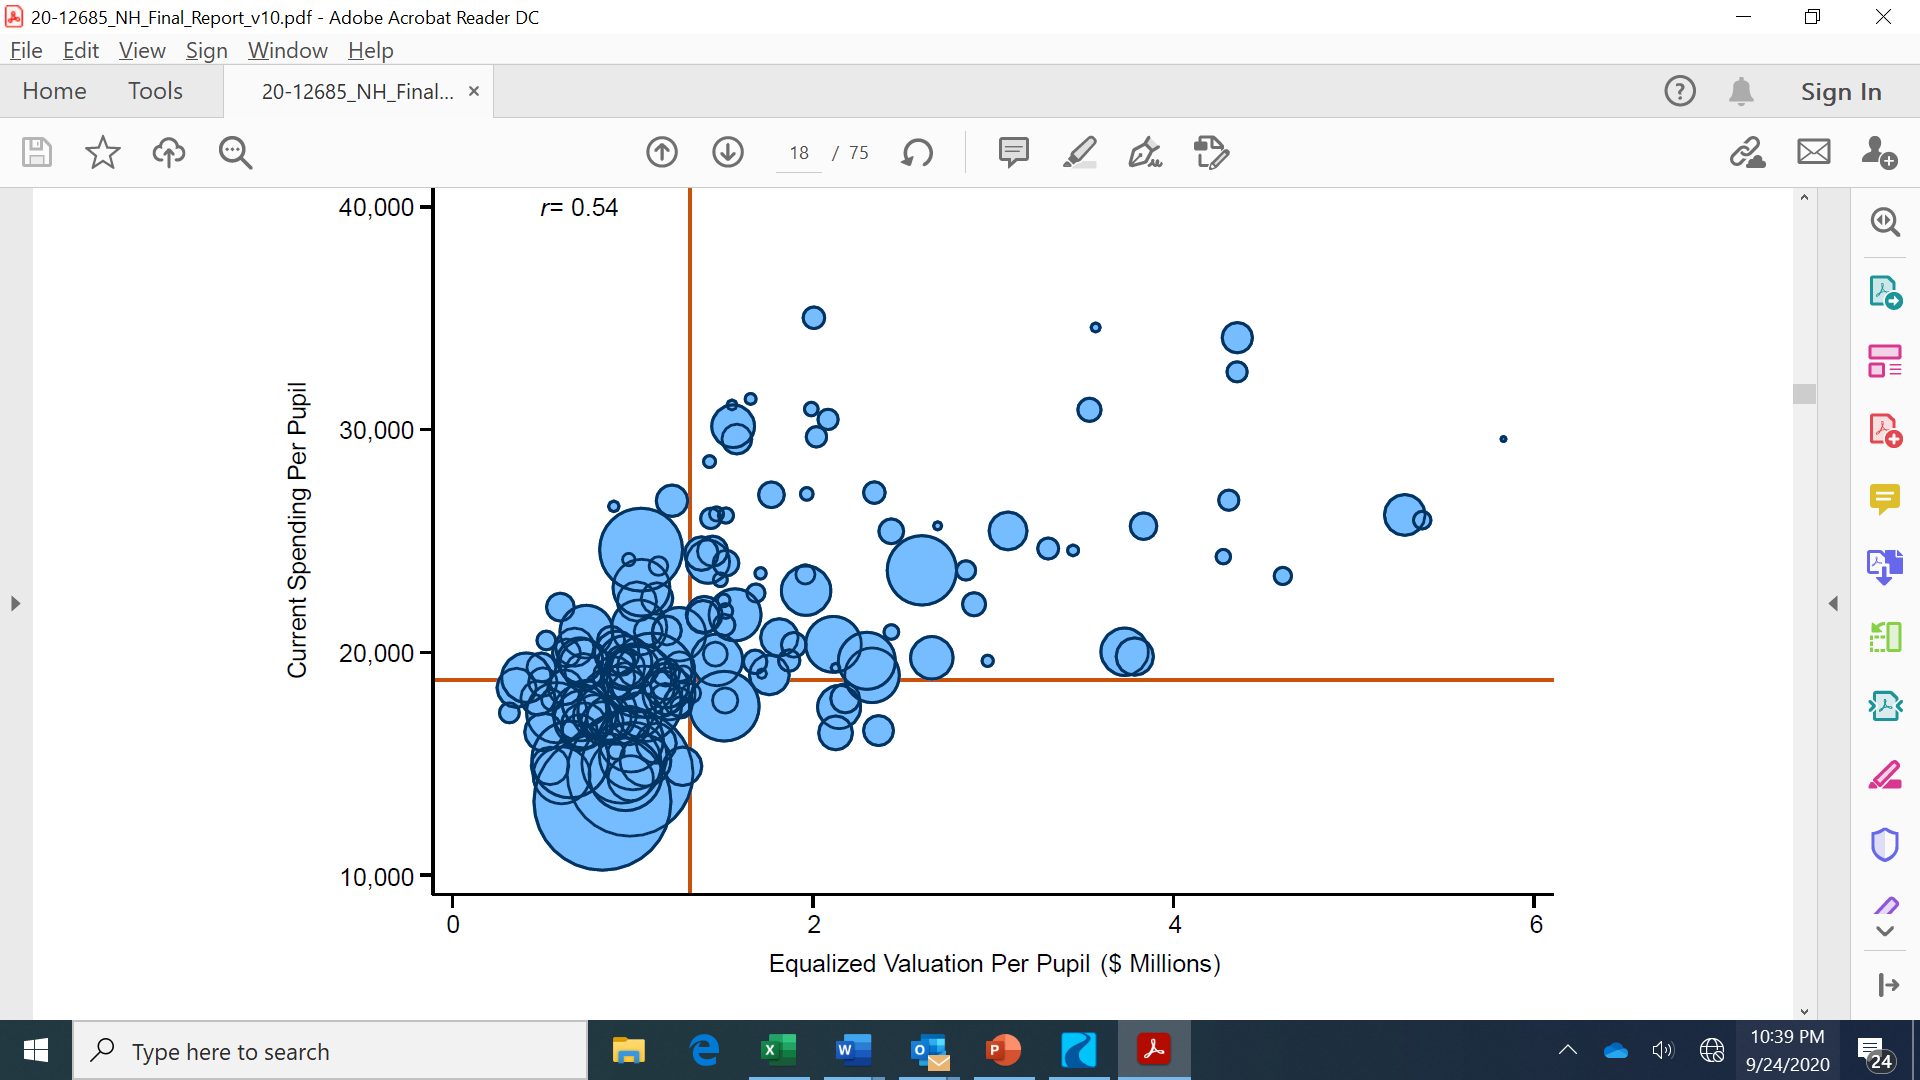 20-12685_NH_Final_Report_v10.pdf - Adobe Acrobat Reader DC
File Edit View Sign Window Help
Home Tools 20-12685_NH_Final... × Sign In
18 / 75
40,000
r= 0.54
30,000
20,000
10,000
Current Spending Per Pupil
0 2 4 6
Equalized Valuation Per Pupil ($ Millions)
Type here to search
10:39 PM
9/24/2020
24